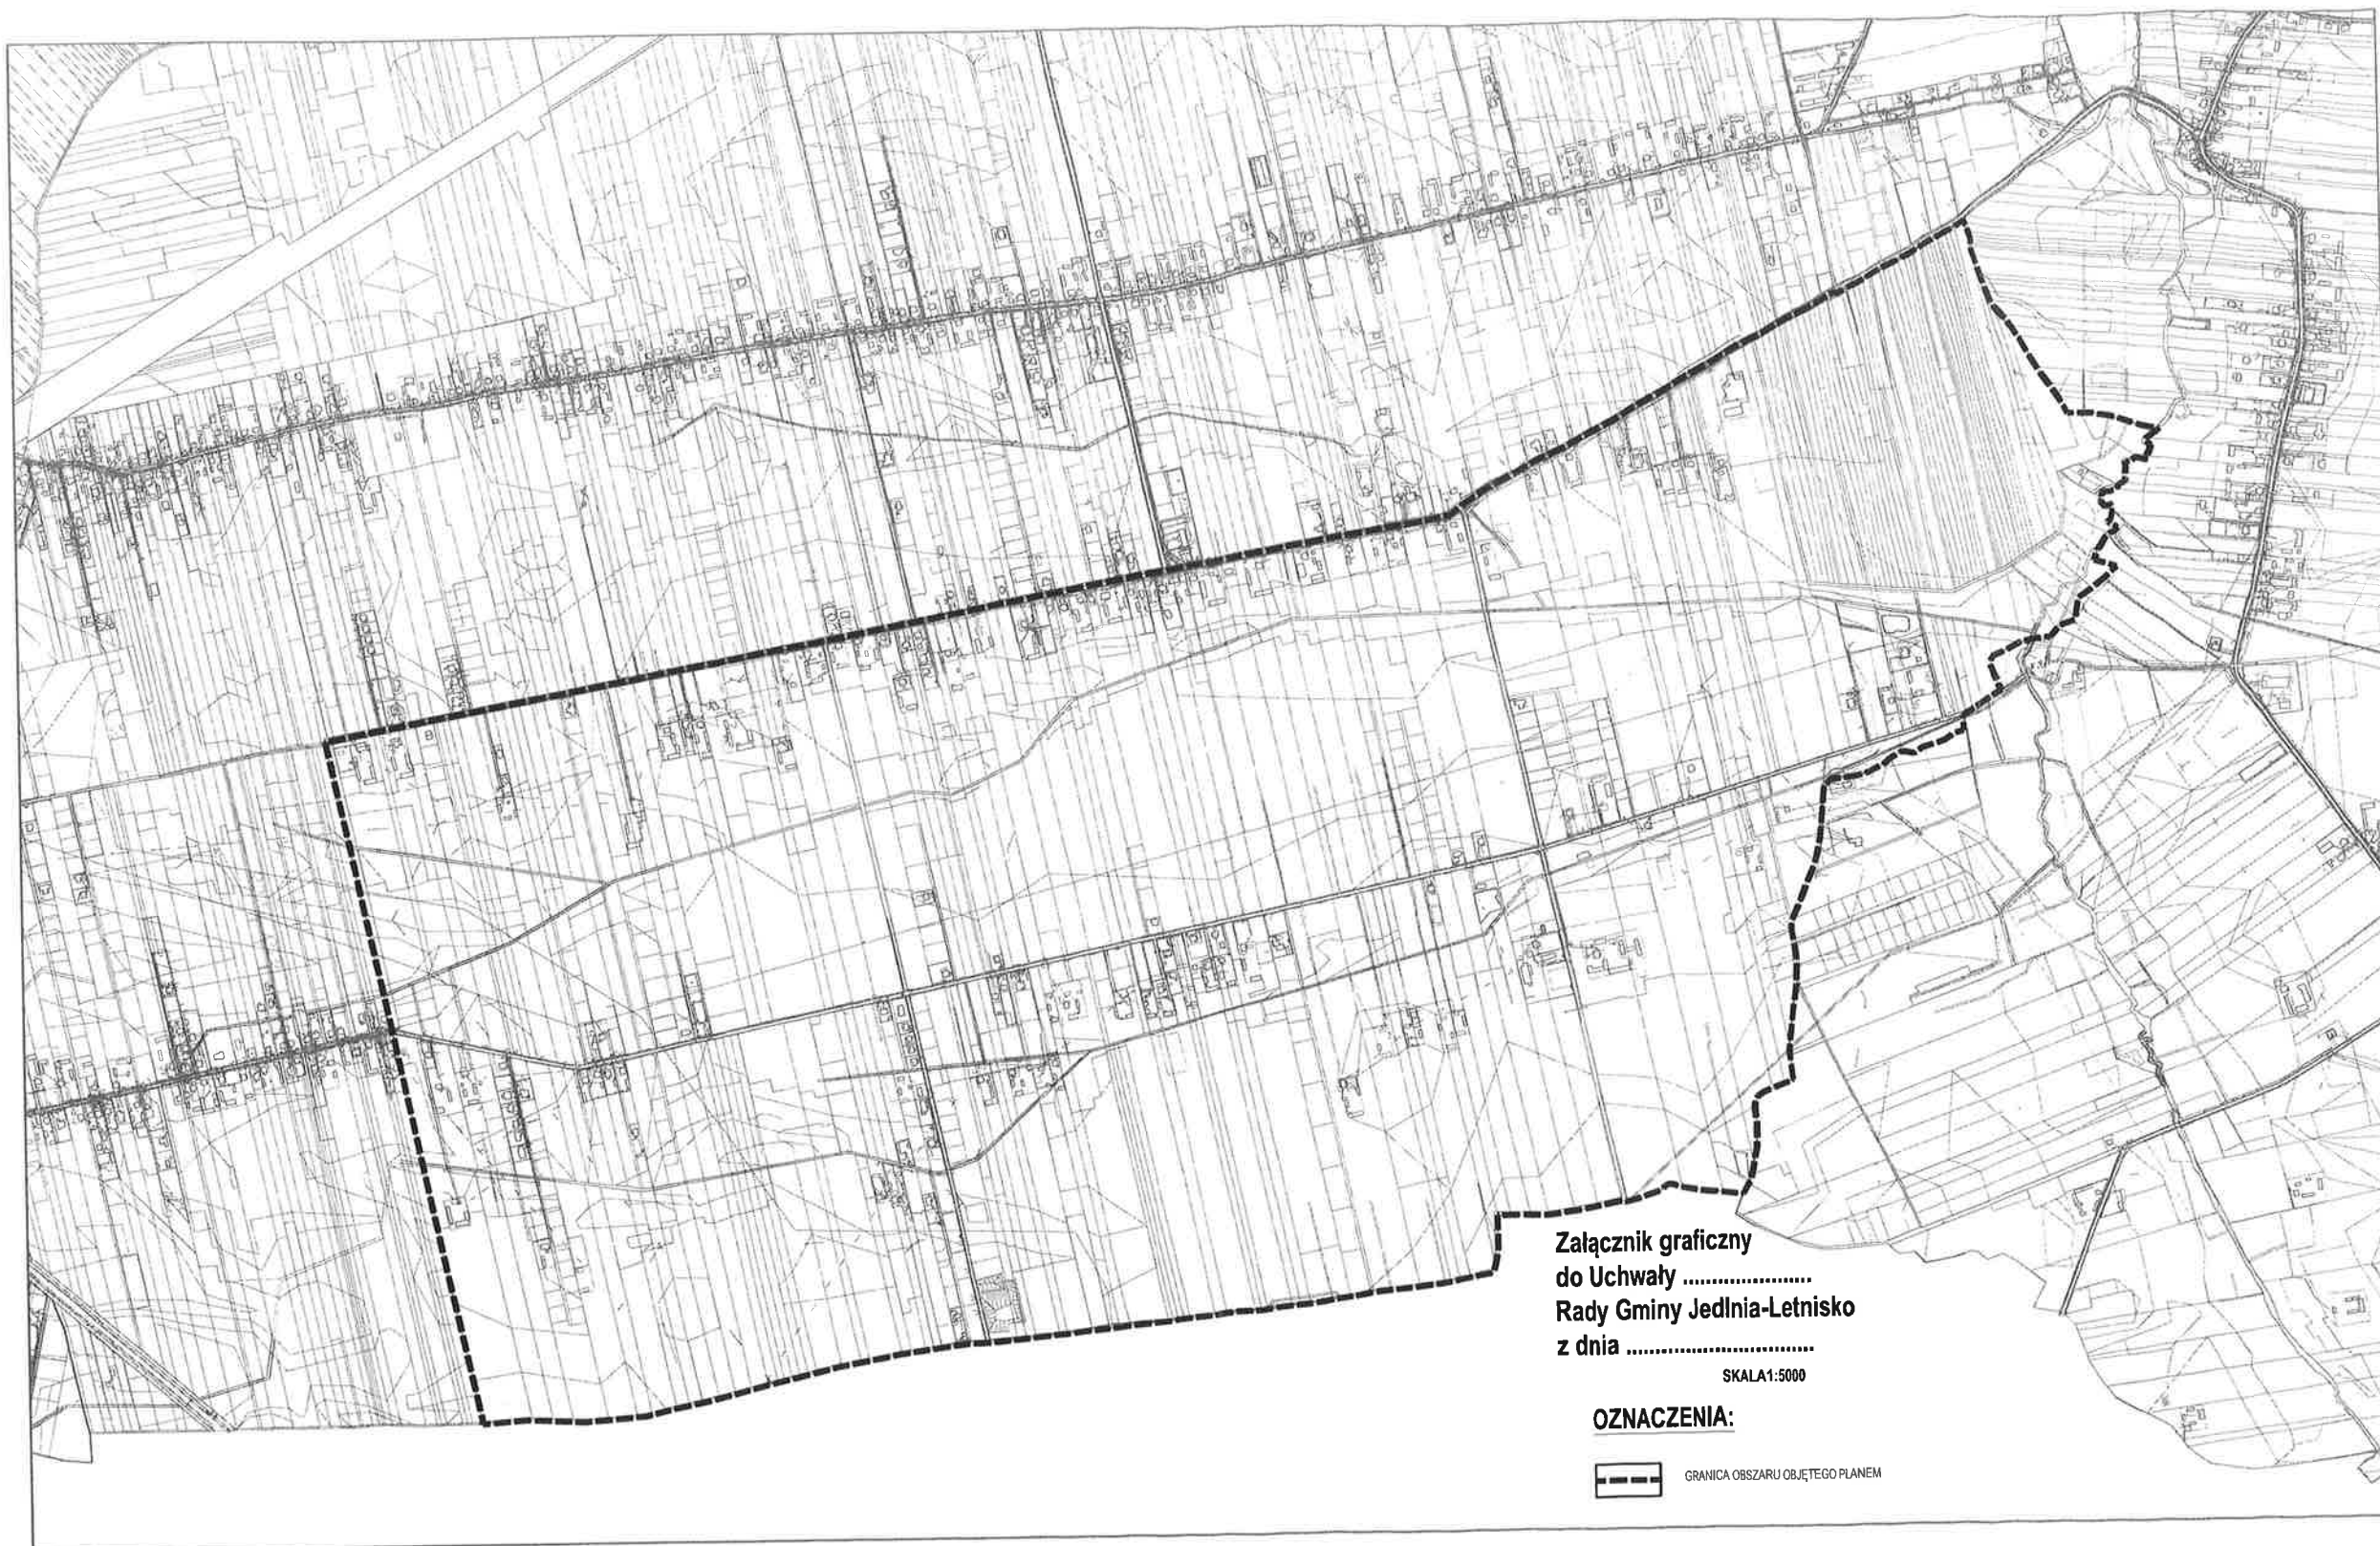 Załącznik graficzny
do Uchwały ......................
Rady Gminy Jedlnia-Letnisko
z dnia ................................
SKALA1:5000
OZNACZENIA:
GRANICA OBSZARU OBJĘTEGO PLANEM